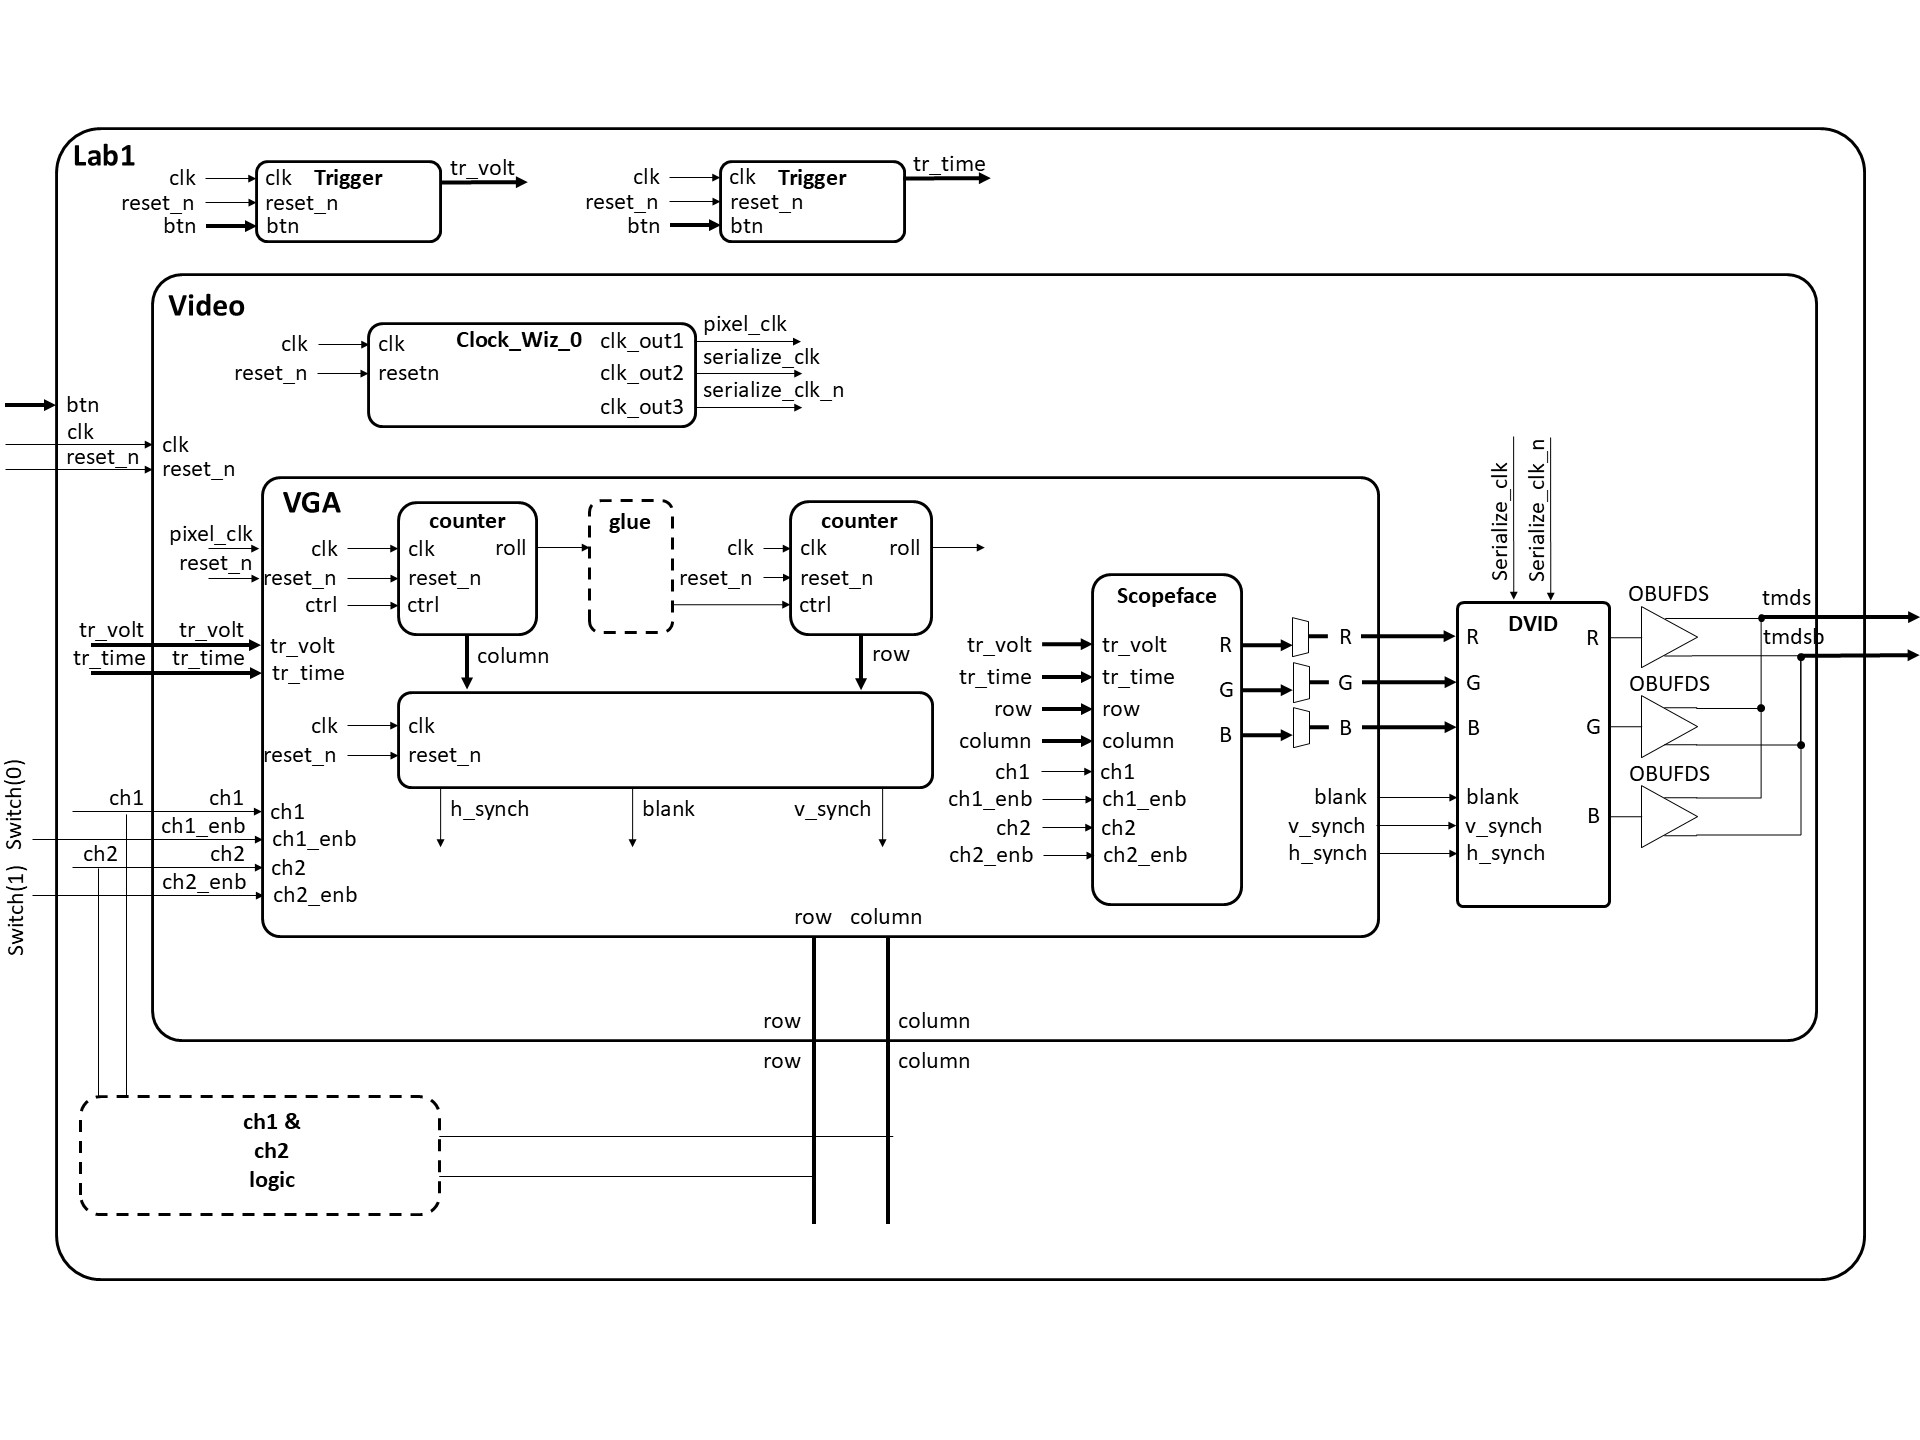 Lab1
clk
reset_n
btn
clk Trigger
reset_n
btn
tr_volt
clk
reset_n
btn
clk Trigger
reset_n
btn
tr_time
Video
clk
reset_n
clk
resetn
Clock_Wiz_0
clk_out1
clk_out2
clk_out3
pixel_clk
serialize_clk
serialize_clk_n
btn
clk
reset_n
clk
reset_n
VGA
pixel_clk
reset_n
clk
reset_n
ctrl
counter
clk
reset_n
ctrl
roll
glue
clk
reset_n
counter
clk
reset_n
ctrl
roll
tr_volt
tr_time
tr_volt
tr_time
tr_volt
tr_time
column
row
clk
reset_n
clk
reset_n
h_synch
blank
v_synch
Switch(0)
Switch(1)
ch1
ch2
ch1
ch1_enb
ch2
ch2_enb
ch1
ch1_enb
ch2
ch2_enb
tr_volt
tr_time
row
column
ch1
ch1_enb
ch2
ch2_enb
Scopeface
tr_volt
tr_time
row
column
ch1
ch1_enb
ch2
ch2_enb
R
G
B
R
G
B
blank
v_synch
h_synch
Serialize_clk
Serialize_clk_n
DVID
R
G
B
blank
v_synch
h_synch
R
G
B
OBUFDS
OBUFDS
OBUFDS
tmds
tmdsb
row column
row column
row column
ch1 &
ch2
logic